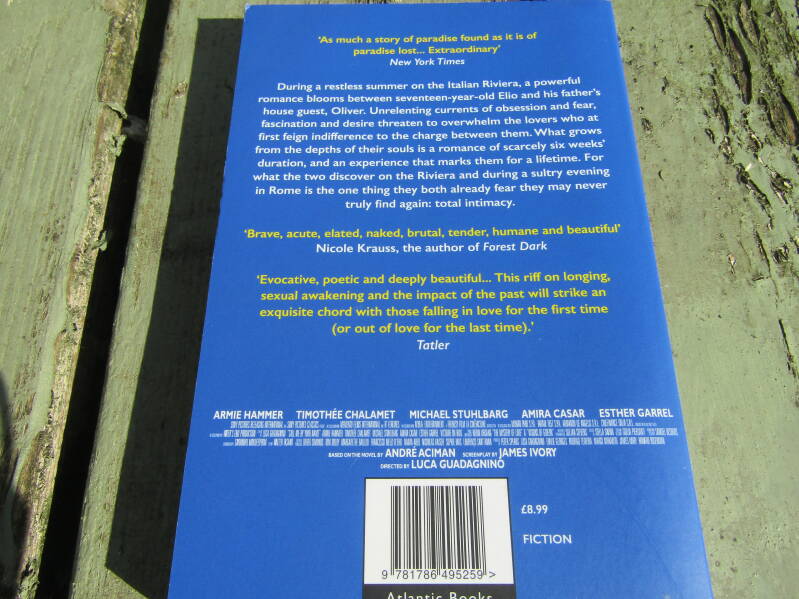 'As much a story of paradise found as it is of
paradise lost... Extraordinary'
New York Times
During a restless summer on the Italian Riviera, a powerful
romance blooms between seventeen-year-old Elio and his father's
house guest, Oliver. Unrelenting currents of obsession and fear,
fascination and desire threaten to overwhelm the lovers who at
first feign indifference to the charge between them. What grows
from the depths of their souls is a romance of scarcely six weeks'
duration, and an experience that marks them for a lifetime. For
what the two discover on the Riviera and during a sultry evening
in Rome is the one thing they both already fear they may never
truly find again: total intimacy.
'Brave, acute, elated, naked, brutal, tender, humane and beautiful'
Nicole Krauss, the author of Forest Dark
'Evocative, poetic and deeply beautiful... This riff on longing,
sexual awakening and the impact of the past will strike an
exquisite chord with those falling in love for the first time
(or out of love for the last time).'
Tatler
ARMIE HAMMER TIMOTHÉE CHALAMET MICHAEL STUHLBARG AMIRA CASAR ESTHER GARREL
BASED ON THE NOVEL BY ANDRÉ ACIMAN SCREENPLAY BY JAMES IVORY
DIRECTED BY LUCA GUADAGNINO
£8.99
FICTION
9 781786 495259 >
Atlantic Books